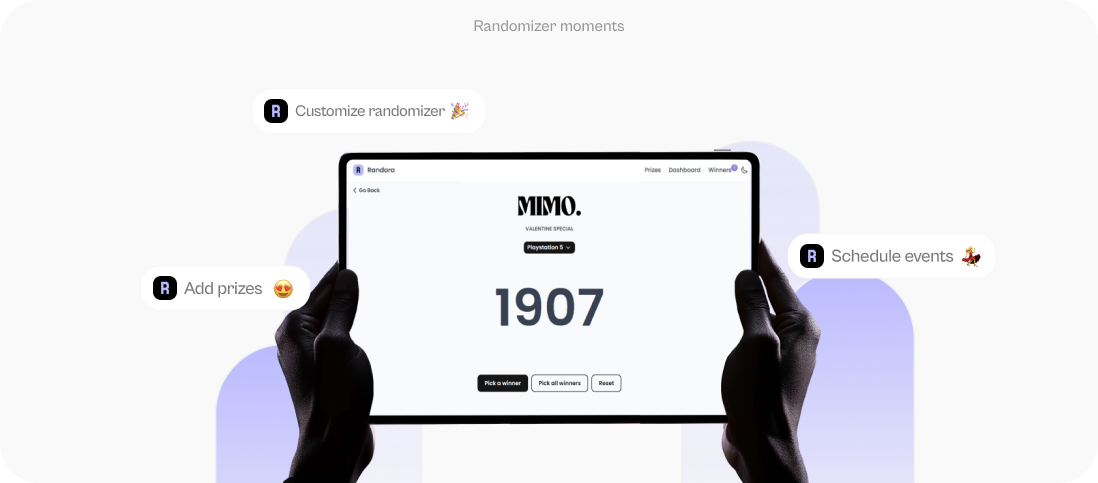 Randomizer moments
R Customize randomizer
R Randora
Prizes Dashboard Winners
Go Back
MIMO.
VALENTINE SPECIAL
Playstation 5
R Schedule events
R Add prizes
1907
Pick a winner Pick all winners Reset